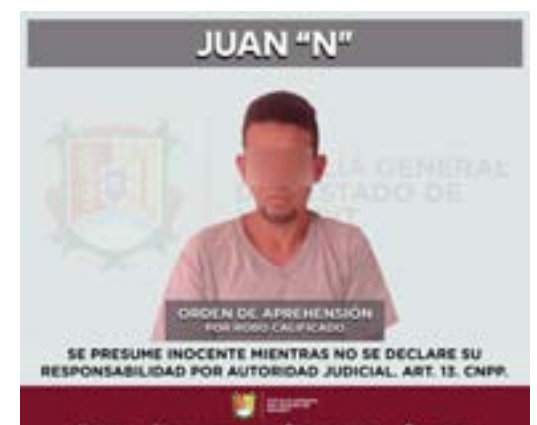 JUAN "N"
ORDEN DE APREHENSIÓN
POR ROBO CALIFICADO
SE PRESUME INOCENTE MIENTRAS NO SE DECLARE SU
RESPONSABILIDAD POR AUTORIDAD JUDICIAL. ART. 13. CNPP.